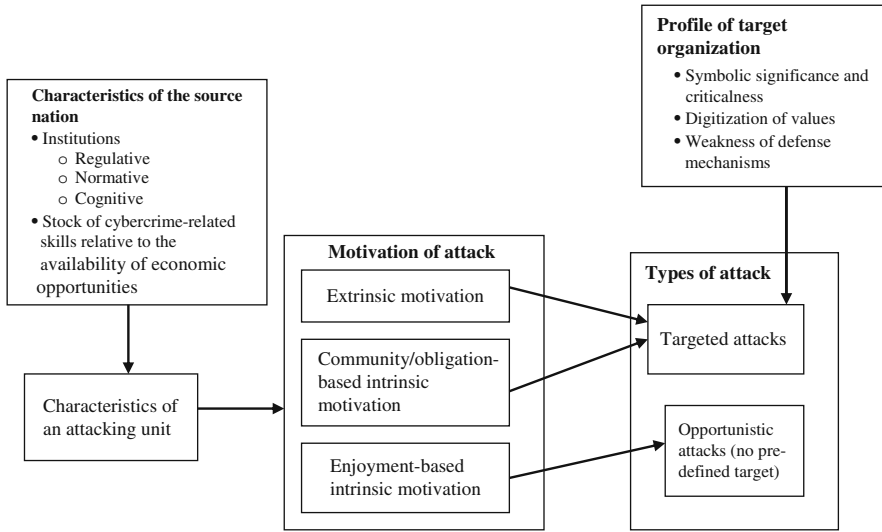 Profile of target
organization
• Symbolic significance and
criticalness
• Digitization of values
• Weakness of defense
mechanisms
Characteristics of the source
nation
• Institutions
o Regulative
o Normative
o Cognitive
• Stock of cybercrime-related
skills relative to the
availability of economic
opportunities
Characteristics of
an attacking unit
Motivation of attack
Extrinsic motivation
Community/obligation-
based intrinsic
motivation
Enjoyment-based
intrinsic motivation
Types of attack
Targeted attacks
Opportunistic
attacks (no pre-
defined target)